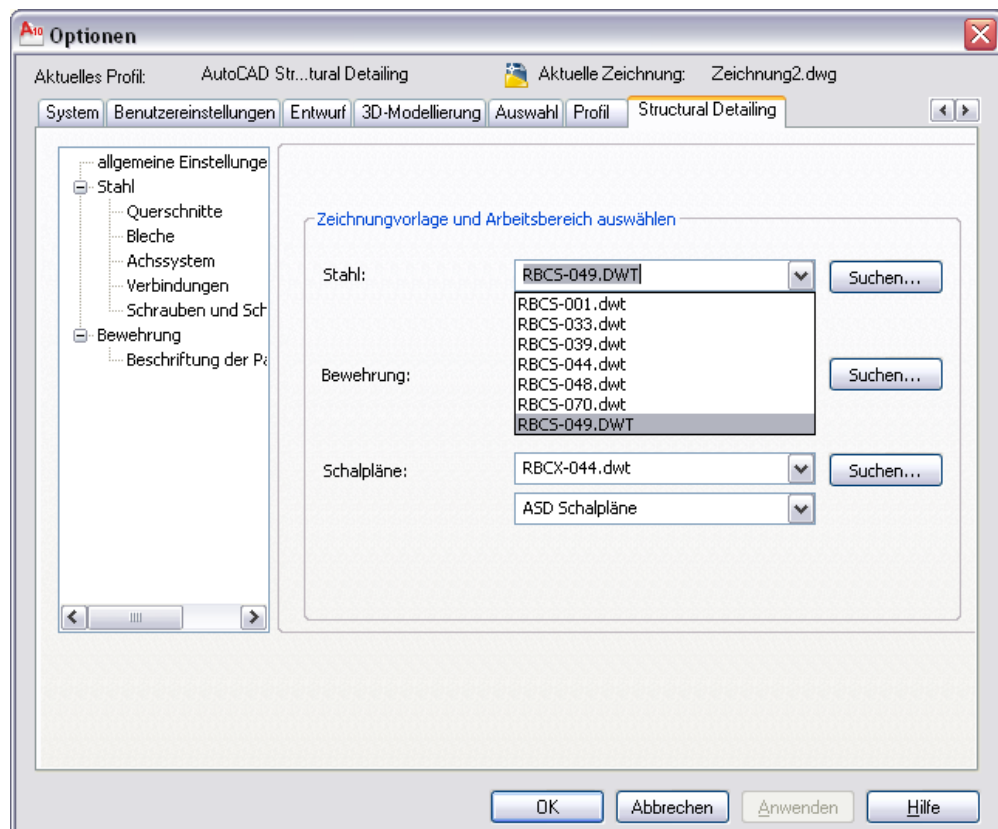 A10 Optionen
Aktuelles Profil: AutoCAD Str...tural Detailing Aktuelle Zeichnung: Zeichnung2.dwg
System Benutzereinstellungen Entwurf 3D-Modellierung Auswahl Profil Structural Detailing
allgemeine Einstellunge
Stahl
Querschnitte
Bleche
Achssystem
Verbindungen
Schrauben und Sch
Bewehrung
Beschriftung der Pa
Zeichnungvorlage und Arbeitsbereich auswählen
Stahl: RBCS-049.DWT Suchen...
RBCS-001.dwt
RBCS-033.dwt
RBCS-039.dwt
RBCS-044.dwt
RBCS-048.dwt
RBCS-070.dwt
RBCS-049.DWT
Bewehrung: Suchen...
Schalpläne: RBCX-044.dwt Suchen...
ASD Schalpläne
OK Abbrechen Anwenden Hilfe